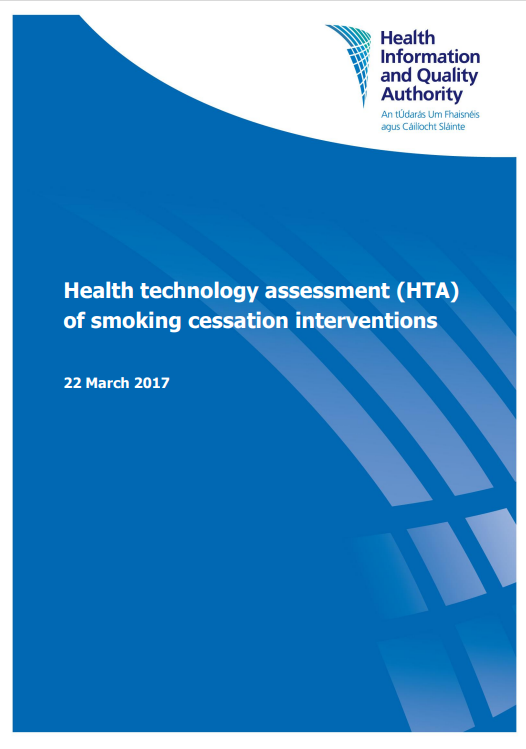 Health
Information
and Quality
Authority
An tÚdarás Um Fhaisnéis
agus Cáilíocht Sláinte
Health technology assessment (HTA)
of smoking cessation interventions
22 March 2017